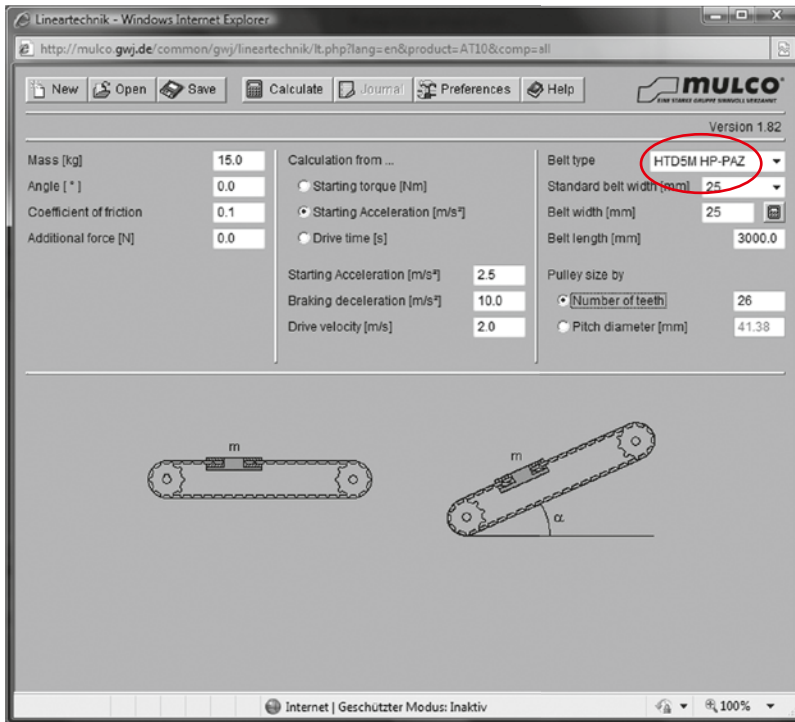 Lineartechnik - Windows Internet Explorer
http://mulco.gwj.de/common/gwj/lineartechnik/lt.php?lang=en&product=AT10&comp=all
New Open Save Calculate Journal Preferences Help
MULCO
EINE STARKE GRUPPE SINNVOLL VERZAHNT
Version 1.82
Mass [kg] 15.0
Angle [°] 0.0
Coefficient of friction 0.1
Additional force [N] 0.0
Calculation from ...
Starting torque [Nm]
Starting Acceleration [m/s²]
Drive time [s]
Starting Acceleration [m/s²] 2.5
Braking deceleration [m/s²] 10.0
Drive velocity [m/s] 2.0
Belt type HTD5M HP-PAZ
Standard belt width [mm] 25
Belt width [mm] 25
Belt length [mm] 3000.0
Pulley size by
Number of teeth 26
Pitch diameter [mm] 41.38
m
m
α
Internet | Geschützter Modus: Inaktiv
100%